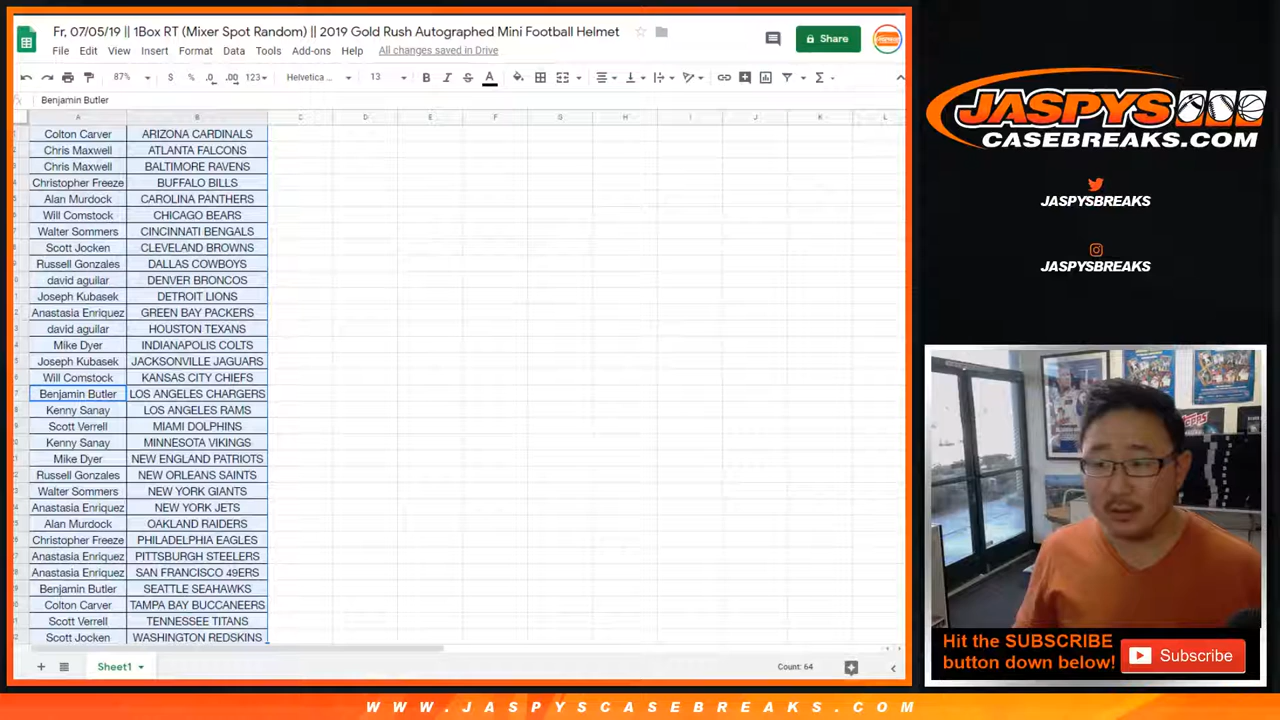 Fr, 07/05/19 || 1Box RT (Mixer Spot Random) || 2019 Gold Rush Autographed Mini Football Helmet
File Edit View Insert Format Data Tools Add-ons Help All changes saved in Drive
Share
87% $ % .0 .00 123 Helvetica ... 13 B I S A
Benjamin Butler
A B C D E F G H I J K L
Colton Carver ARIZONA CARDINALS
Chris Maxwell ATLANTA FALCONS
Chris Maxwell BALTIMORE RAVENS
Christopher Freeze BUFFALO BILLS
Alan Murdock CAROLINA PANTHERS
Will Comstock CHICAGO BEARS
Walter Sommers CINCINNATI BENGALS
Scott Jocken CLEVELAND BROWNS
Russell Gonzales DALLAS COWBOYS
david aguilar DENVER BRONCOS
Joseph Kubasek DETROIT LIONS
Anastasia Enriquez GREEN BAY PACKERS
david aguilar HOUSTON TEXANS
Mike Dyer INDIANAPOLIS COLTS
Joseph Kubasek JACKSONVILLE JAGUARS
Will Comstock KANSAS CITY CHIEFS
Benjamin Butler LOS ANGELES CHARGERS
Kenny Sanay LOS ANGELES RAMS
Scott Verrell MIAMI DOLPHINS
Kenny Sanay MINNESOTA VIKINGS
Mike Dyer NEW ENGLAND PATRIOTS
Russell Gonzales NEW ORLEANS SAINTS
Walter Sommers NEW YORK GIANTS
Anastasia Enriquez NEW YORK JETS
Alan Murdock OAKLAND RAIDERS
Christopher Freeze PHILADELPHIA EAGLES
Anastasia Enriquez PITTSBURGH STEELERS
Anastasia Enriquez SAN FRANCISCO 49ERS
Benjamin Butler SEATTLE SEAHAWKS
Colton Carver TAMPA BAY BUCCANEERS
Scott Verrell TENNESSEE TITANS
Scott Jocken WASHINGTON REDSKINS
Sheet1
Count: 64
JASPYS
CASEBREAKS.COM
JASPYSBREAKS
JASPYSBREAKS
Hit the SUBSCRIBE
button down below!
Subscribe
WWW.JASPYSCASEBREAKS.COM